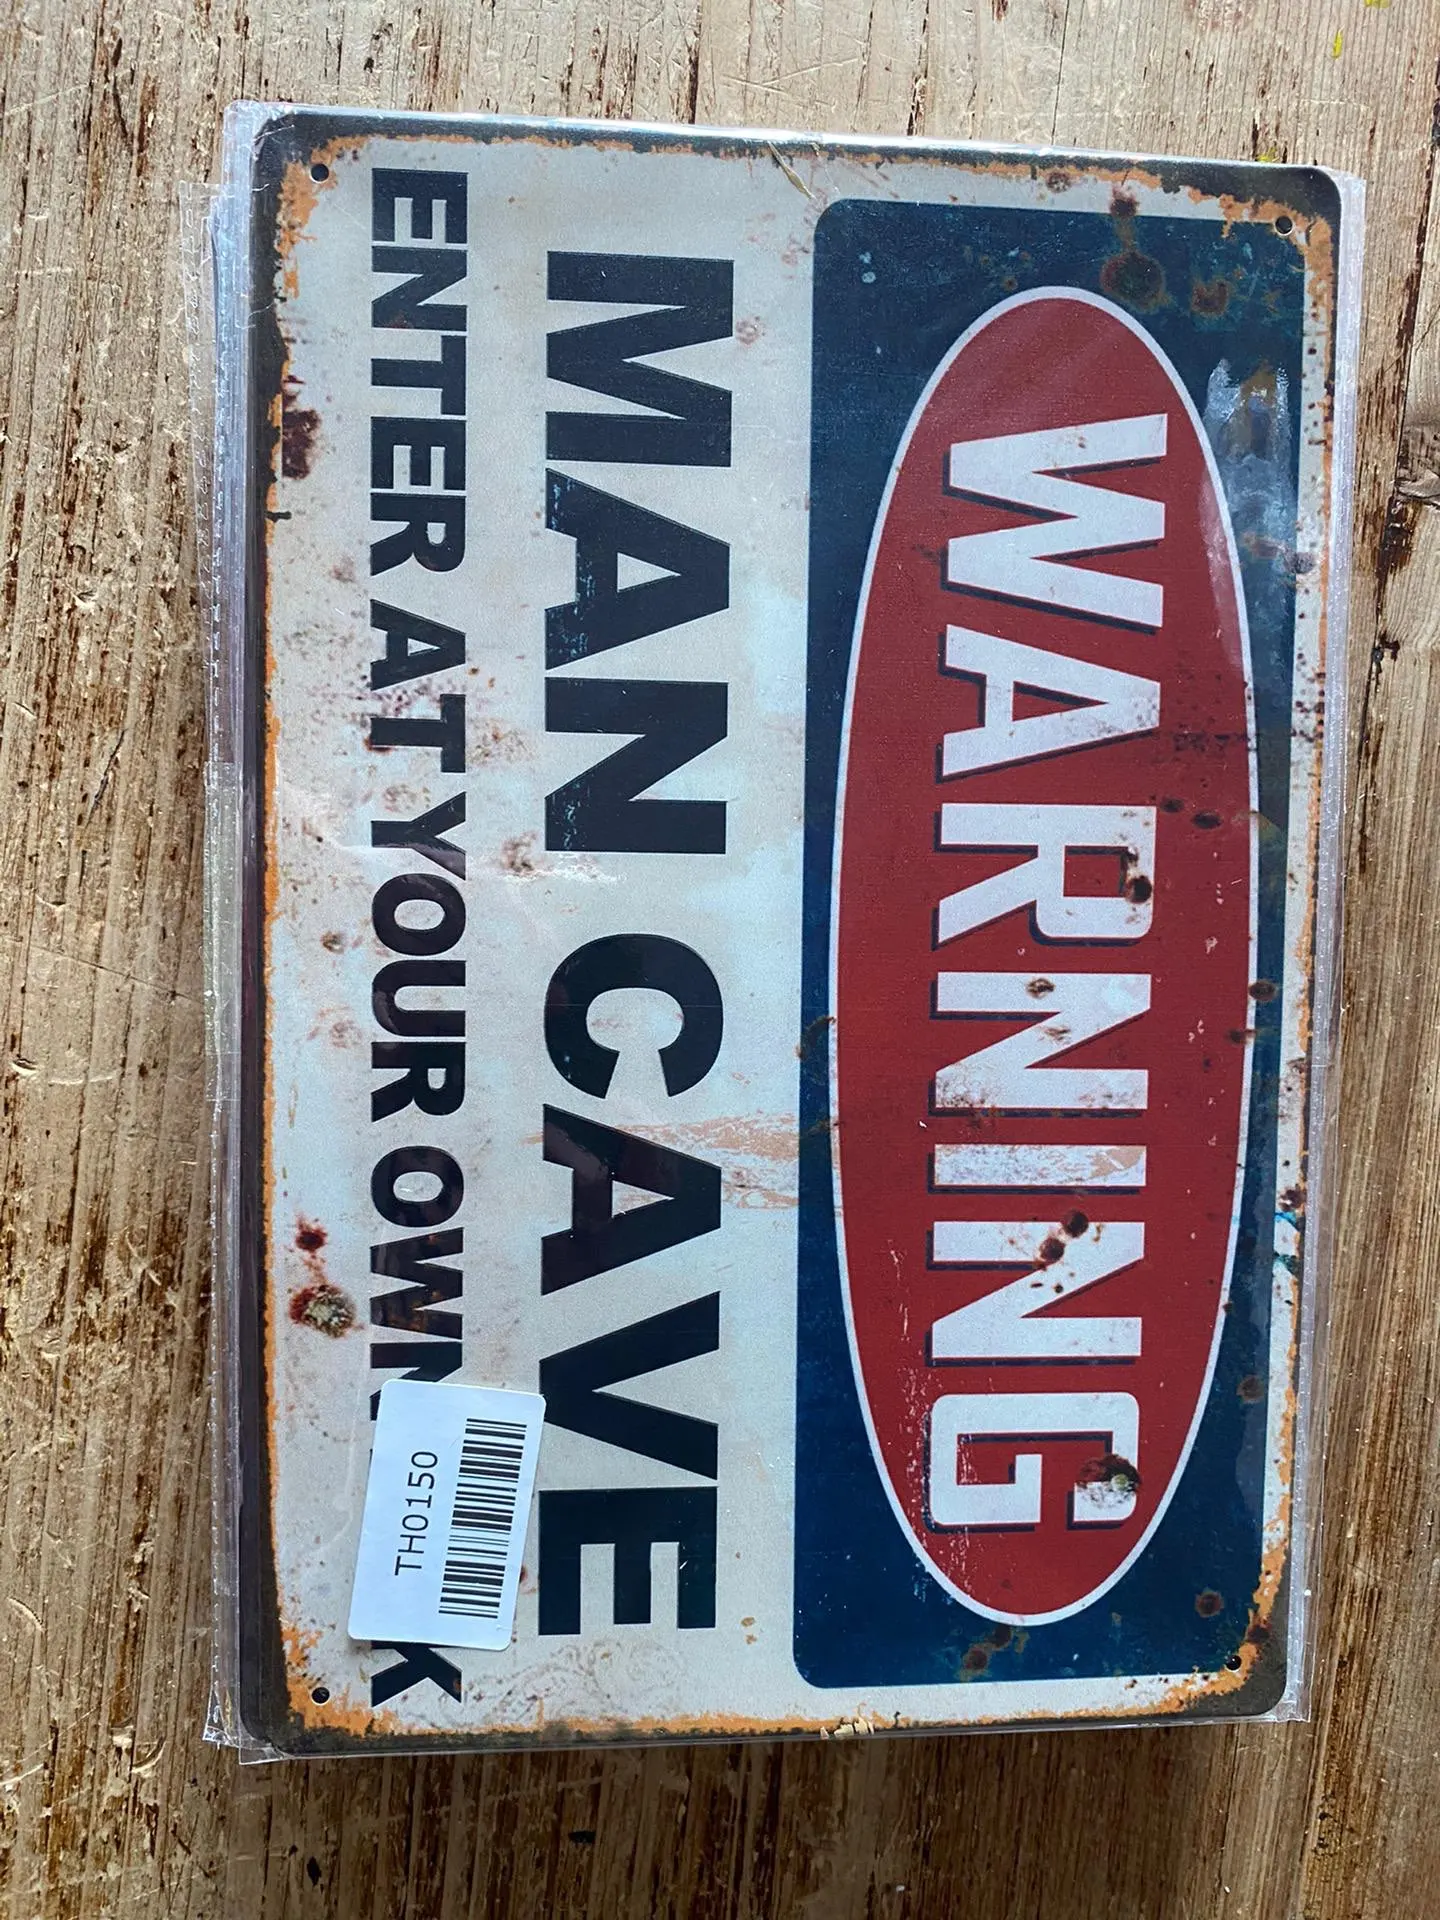 WARNING
MAN CAVE
ENTER AT YOUR OWN
TH0150